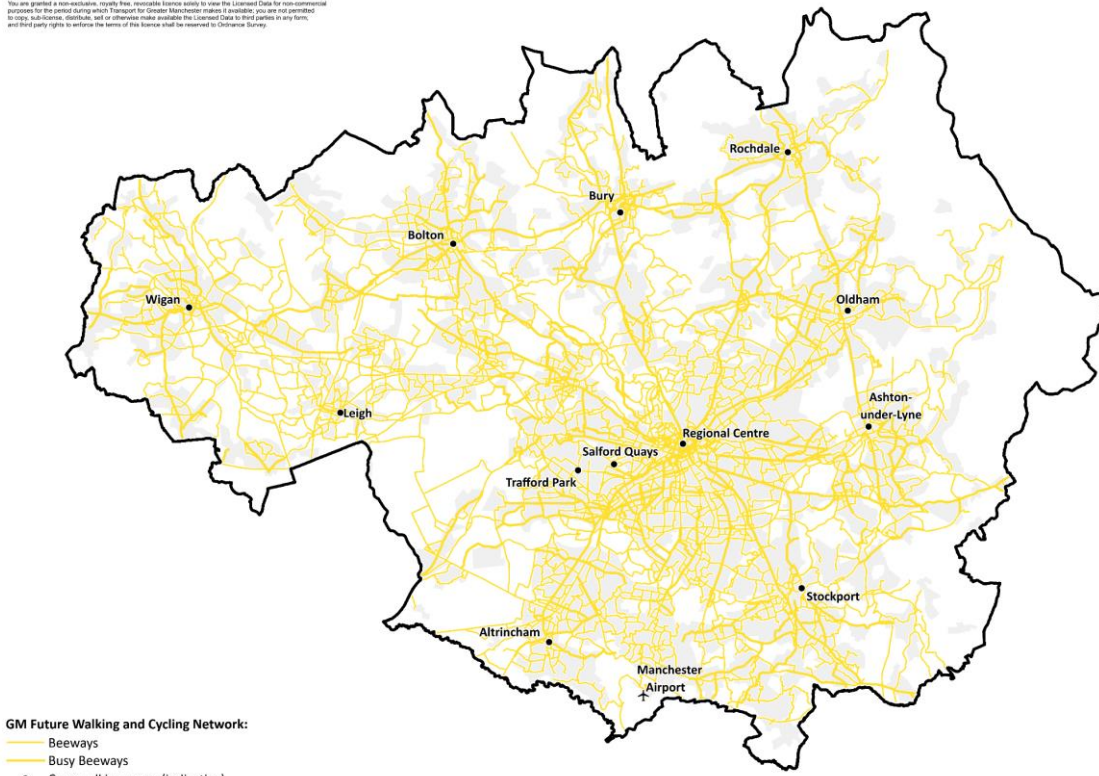 You are granted a non-exclusive, royalty free, revocable licence solely to view the Licensed Data for non-commercial
purposes for the period during which Transport for Greater Manchester makes it available; you are not permitted
to copy, sub-license, distribute, sell or otherwise make available the Licensed Data to third parties in any form;
and third party rights to enforce the terms of this licence shall be reserved to Ordnance Survey.
Rochdale
Bury
Bolton
Wigan
Oldham
Ashton-
under-Lyne
Leigh
Regional Centre
Salford Quays
Trafford Park
Stockport
Altrincham
Manchester
Airport
GM Future Walking and Cycling Network:
Beeways
Busy Beeways